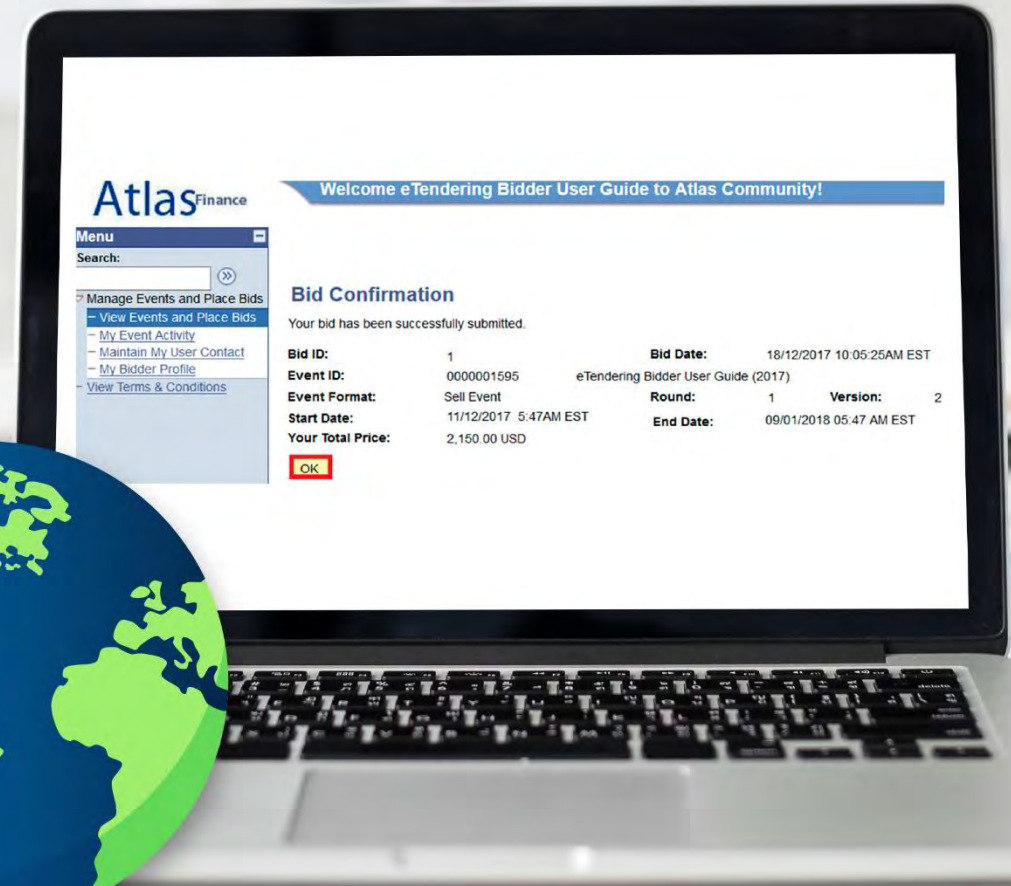 Atlas Finance
Welcome eTendering Bidder User Guide to Atlas Community!
Menu
Search:
Manage Events and Place Bids
View Events and Place Bids
My Event Activity
Maintain My User Contact
My Bidder Profile
View Terms & Conditions
Bid Confirmation
Your bid has been successfully submitted.
Bid ID: 1 Bid Date: 18/12/2017 10:05:25AM EST
Event ID: 0000001595 eTendering Bidder User Guide (2017)
Event Format: Sell Event Round: 1 Version: 2
Start Date: 11/12/2017 5:47AM EST End Date: 09/01/2018 05:47 AM EST
Your Total Price: 2,150.00 USD
OK